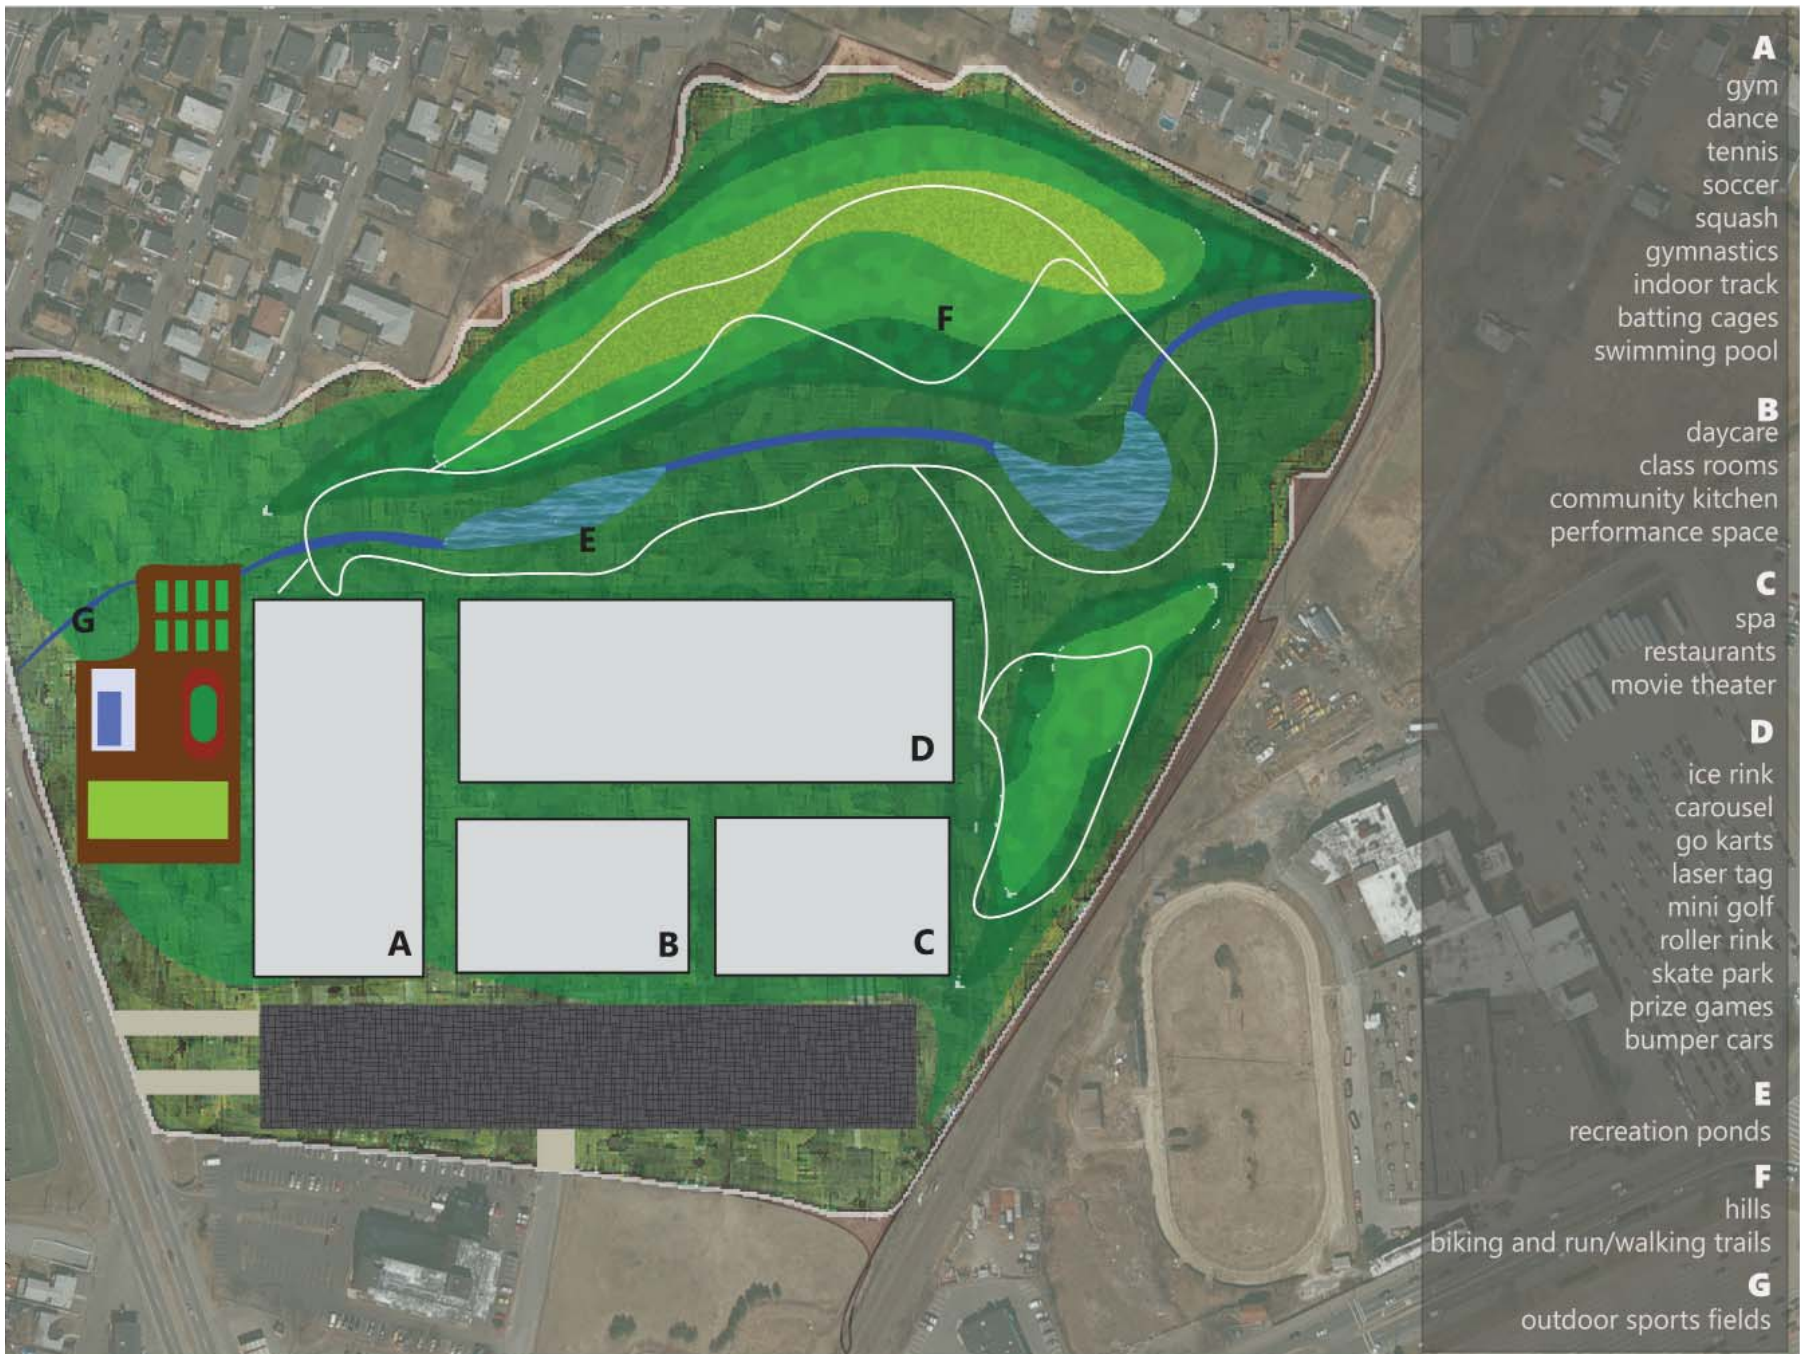 F
E
G
D
A
B
C
A
gym
dance
tennis
soccer
squash
gymnastics
indoor track
batting cages
swimming pool
B
daycare
class rooms
community kitchen
performance space
C
spa
restaurants
movie theater
D
ice rink
carousel
go karts
laser tag
mini golf
roller rink
skate park
prize games
bumper cars
E
recreation ponds
F
hills
biking and run/walking trails
G
outdoor sports fields